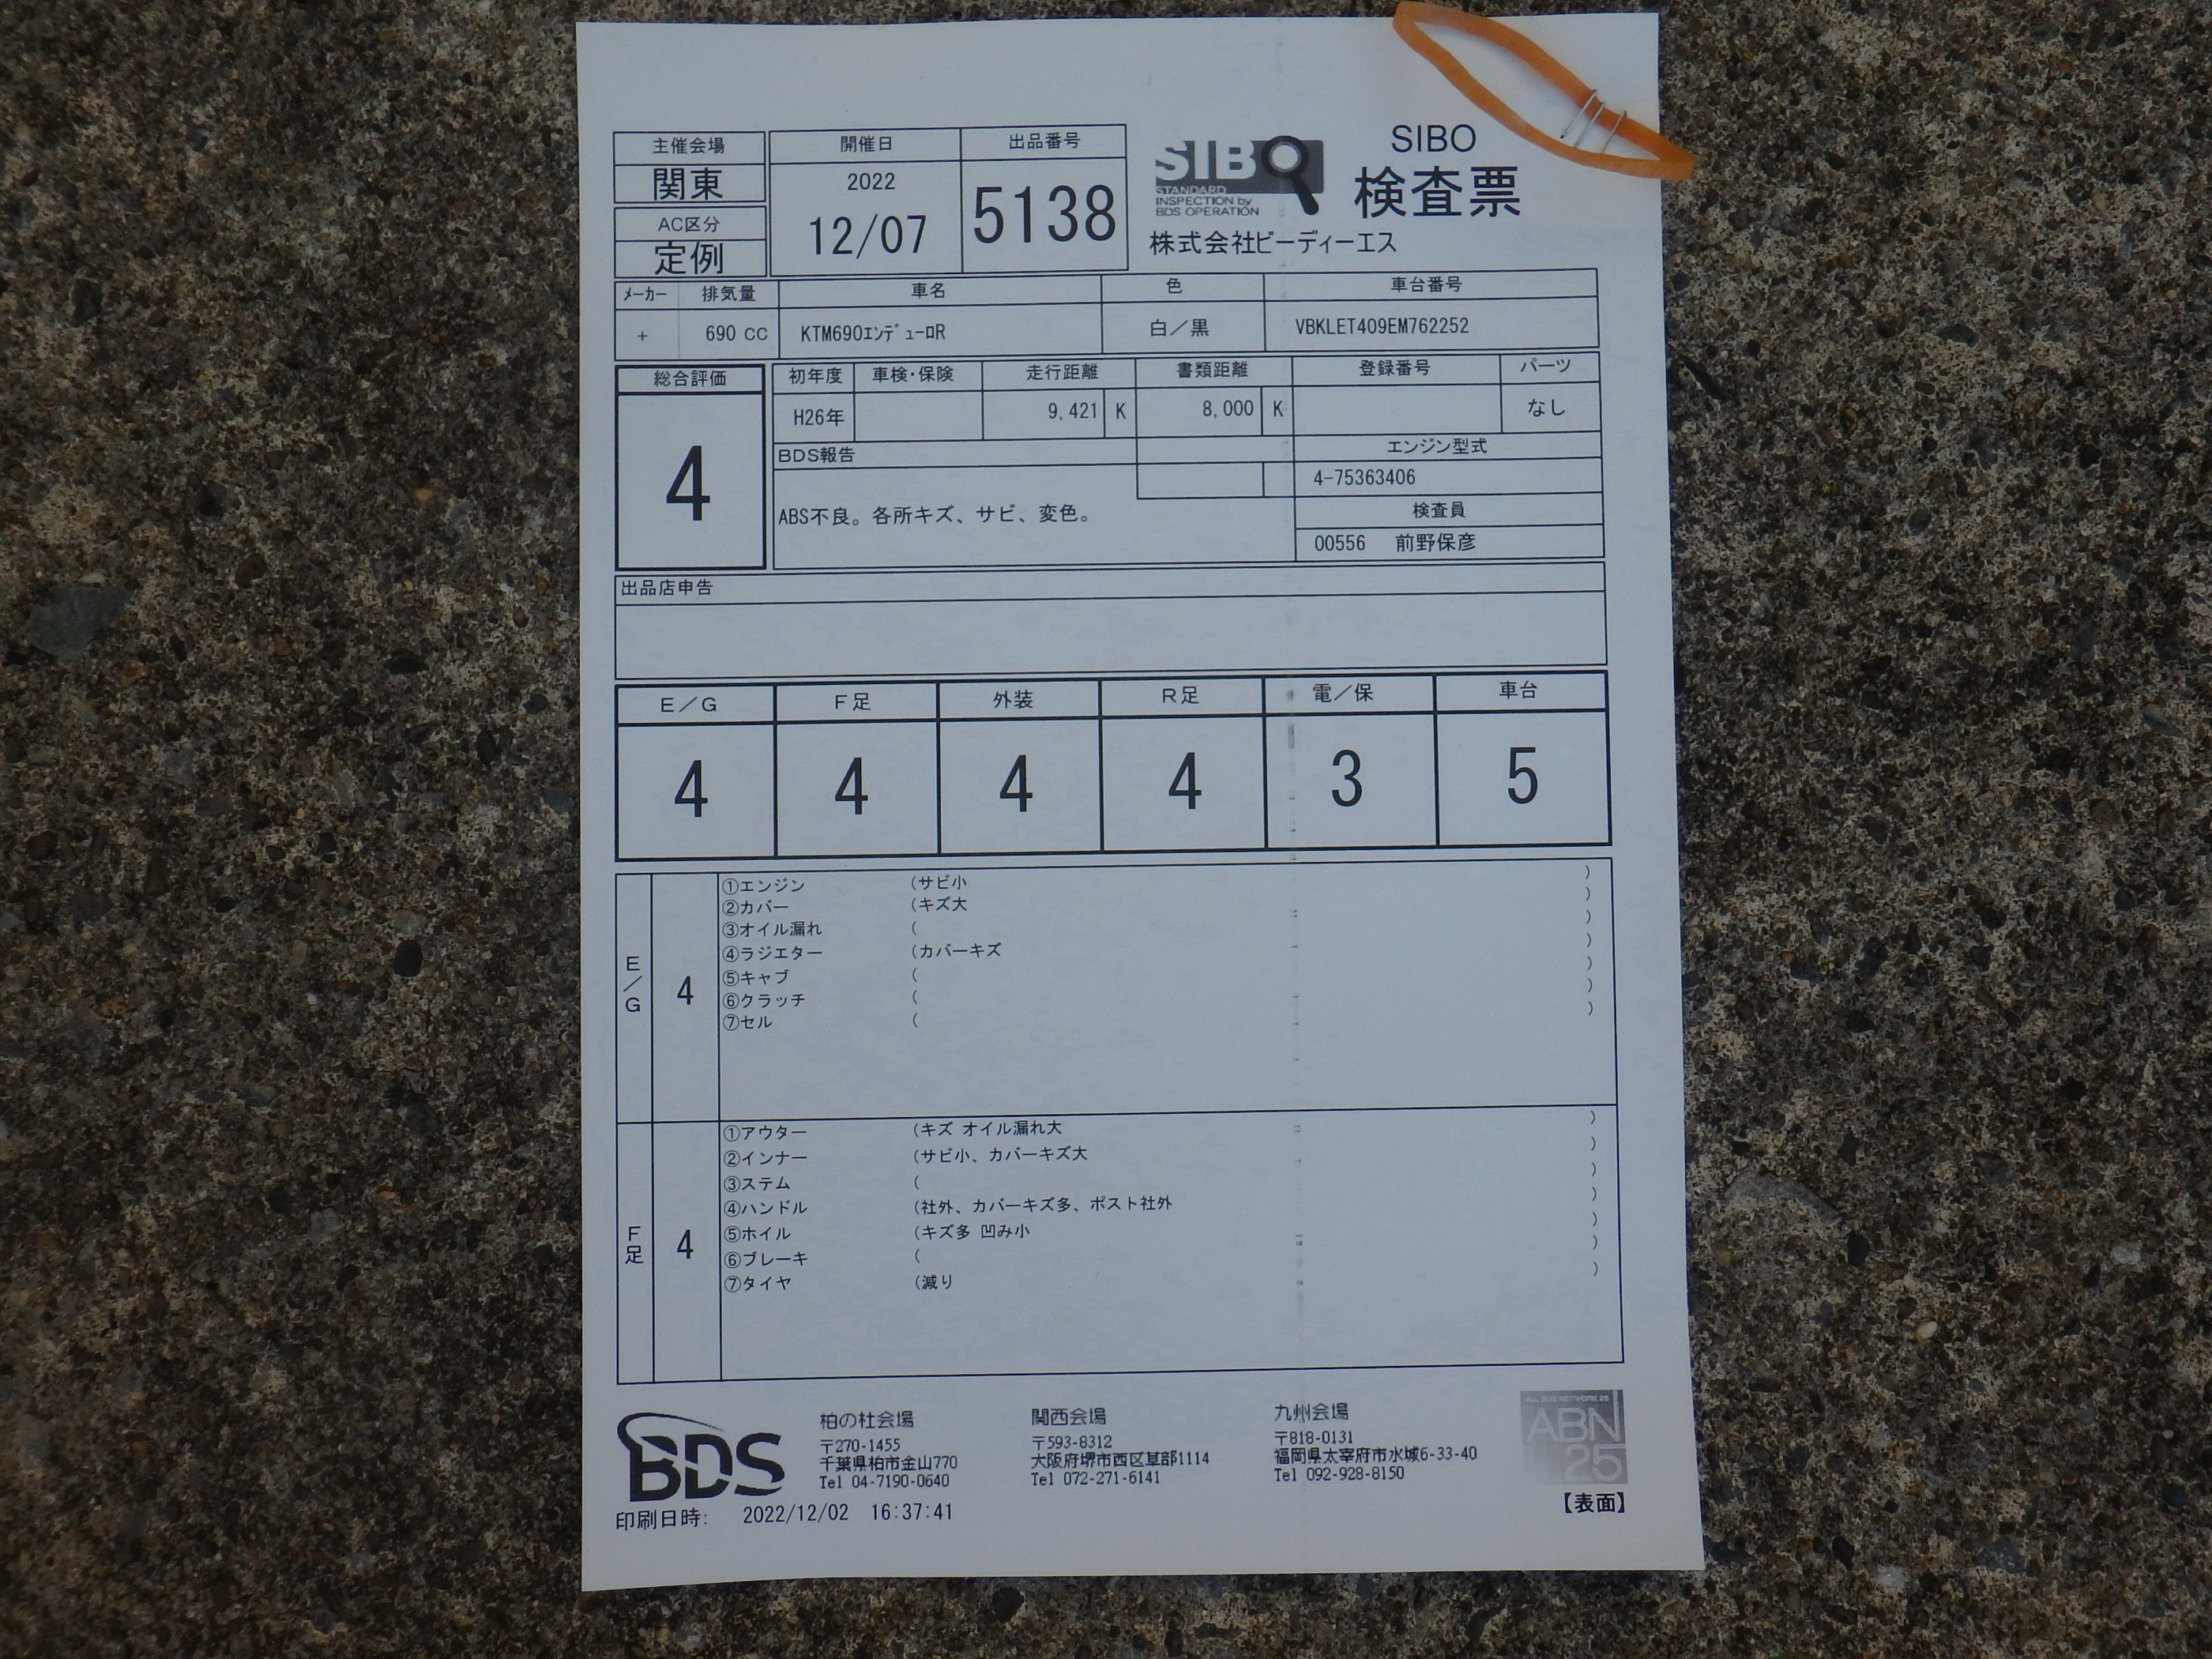 主催会場 開催日 出品番号
関東 2022 12/07 5138
AC区分
定例
SIBO
STANDARD
INSPECTION by
BDS OPERATION
SIBO
検査票
株式会社ビーディーエス
ﾒｰｶｰ 排気量 車名 色 車台番号
+ 690 CC KTM690ｴﾝﾃﾞｭｰﾛR 白／黒 VBKLET409EM762252
総合評価 初年度 車検・保険 走行距離 書類距離 登録番号 パーツ
4 H26年 9,421 K 8,000 K なし
BDS報告 エンジン型式
4-75363406
ABS不良。各所キズ、サビ、変色。 検査員
00556 前野保彦
出品店申告
E／G F足 外装 R足 電／保 車台
4 4 4 4 3 5
E／G 4
①エンジン (サビ小 )
②カバー (キズ大 )
③オイル漏れ ( )
④ラジエター (カバーキズ )
⑤キャブ ( )
⑥クラッチ ( )
⑦セル ( )
F足 4
①アウター (キズ オイル漏れ大 )
②インナー (サビ小、カバーキズ大 )
③ステム ( )
④ハンドル (社外、カバーキズ多、ポスト社外 )
⑤ホイル (キズ多 凹み小 )
⑥ブレーキ ( )
⑦タイヤ (減り )
BDS
柏の杜会場
〒270-1455
千葉県柏市金山770
Tel 04-7190-0640
関西会場
〒593-8312
大阪府堺市西区草部1114
Tel 072-271-6141
九州会場
〒818-0131
福岡県太宰府市水城6-33-40
Tel 092-928-8150
ABN
25
【表面】
印刷日時: 2022/12/02 16:37:41